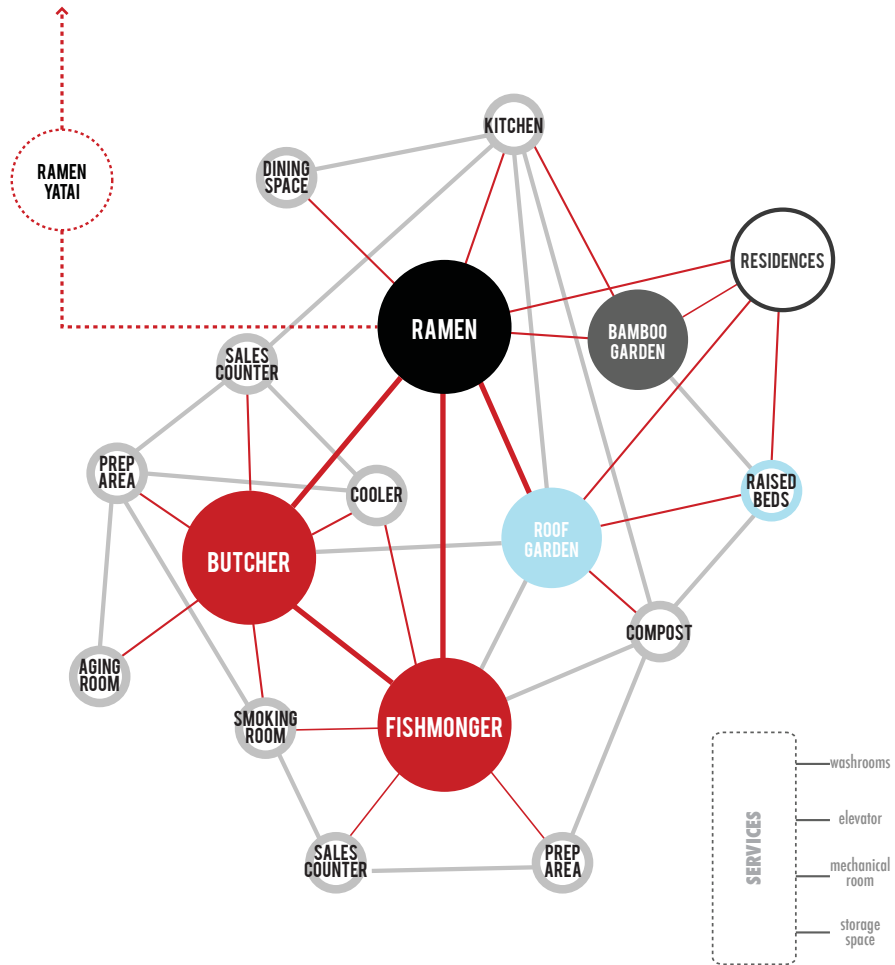 KITCHEN
RAMEN
YATAI
DINING
SPACE
RESIDENCES
RAMEN
BAMBOO
GARDEN
SALES
COUNTER
PREP
AREA
COOLER
RAISED
BEDS
ROOF
GARDEN
BUTCHER
COMPOST
AGING
ROOM
SMOKING
ROOM
FISHMONGER
SALES
COUNTER
PREP
AREA
SERVICES
washrooms
elevator
mechanical
room
storage
space